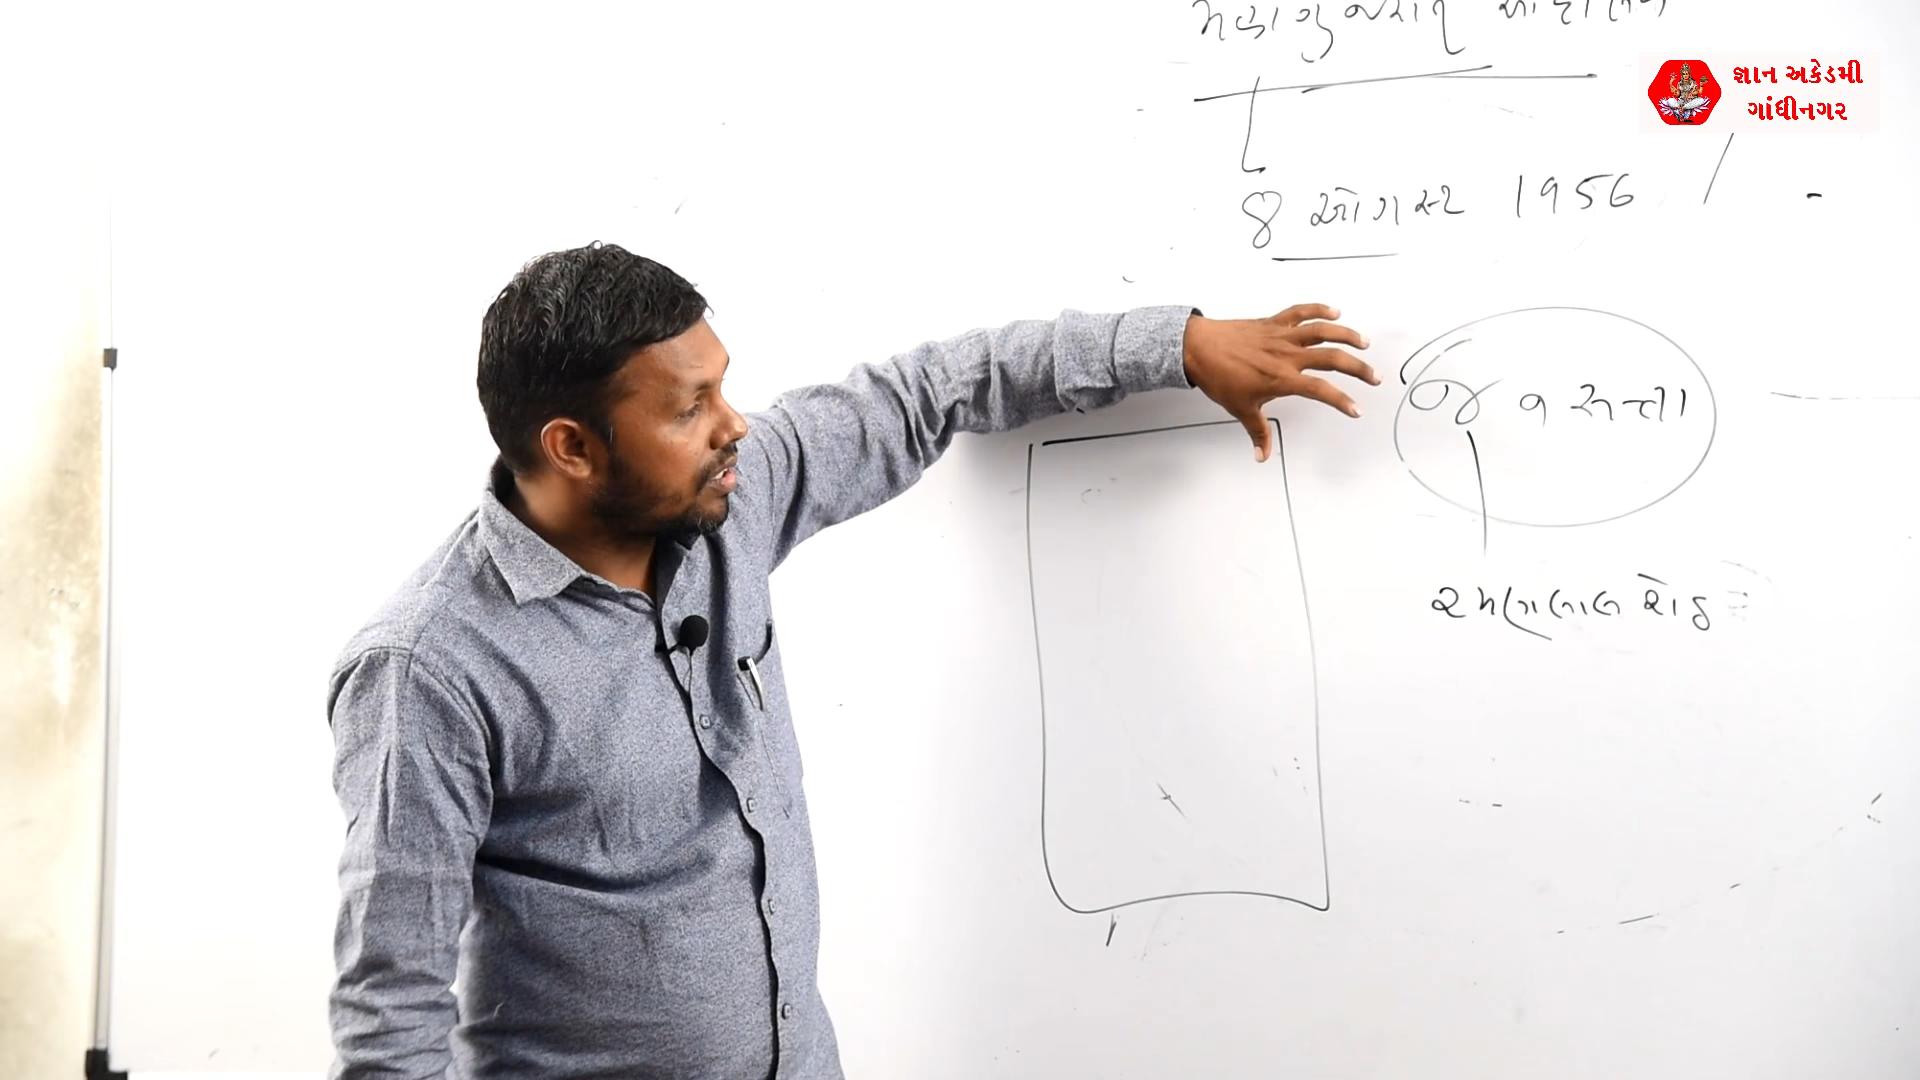 મહાગુજરાત આંદોલન
જ્ઞાન અકેડમી
ગાંધીનગર
8 ઓગસ્ટ 1956
જનસત્તા
રમણલાલ શેઠ